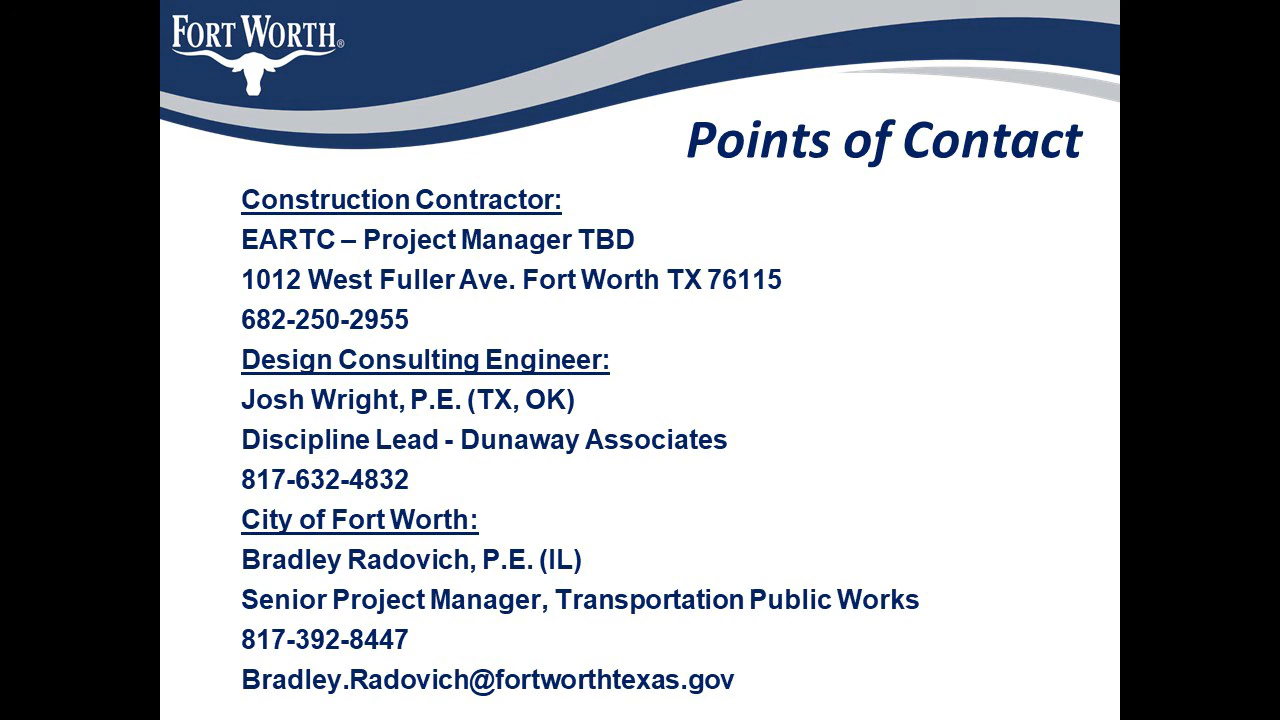 FORT WORTH®
Points of Contact
Construction Contractor:
EARTC – Project Manager TBD
1012 West Fuller Ave. Fort Worth TX 76115
682-250-2955
Design Consulting Engineer:
Josh Wright, P.E. (TX, OK)
Discipline Lead - Dunaway Associates
817-632-4832
City of Fort Worth:
Bradley Radovich, P.E. (IL)
Senior Project Manager, Transportation Public Works
817-392-8447
Bradley.Radovich@fortworthtexas.gov